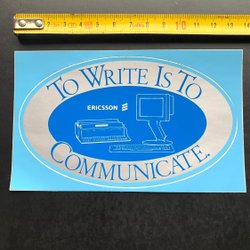 TO WRITE IS TO
ERICSSON
COMMUNICATE.